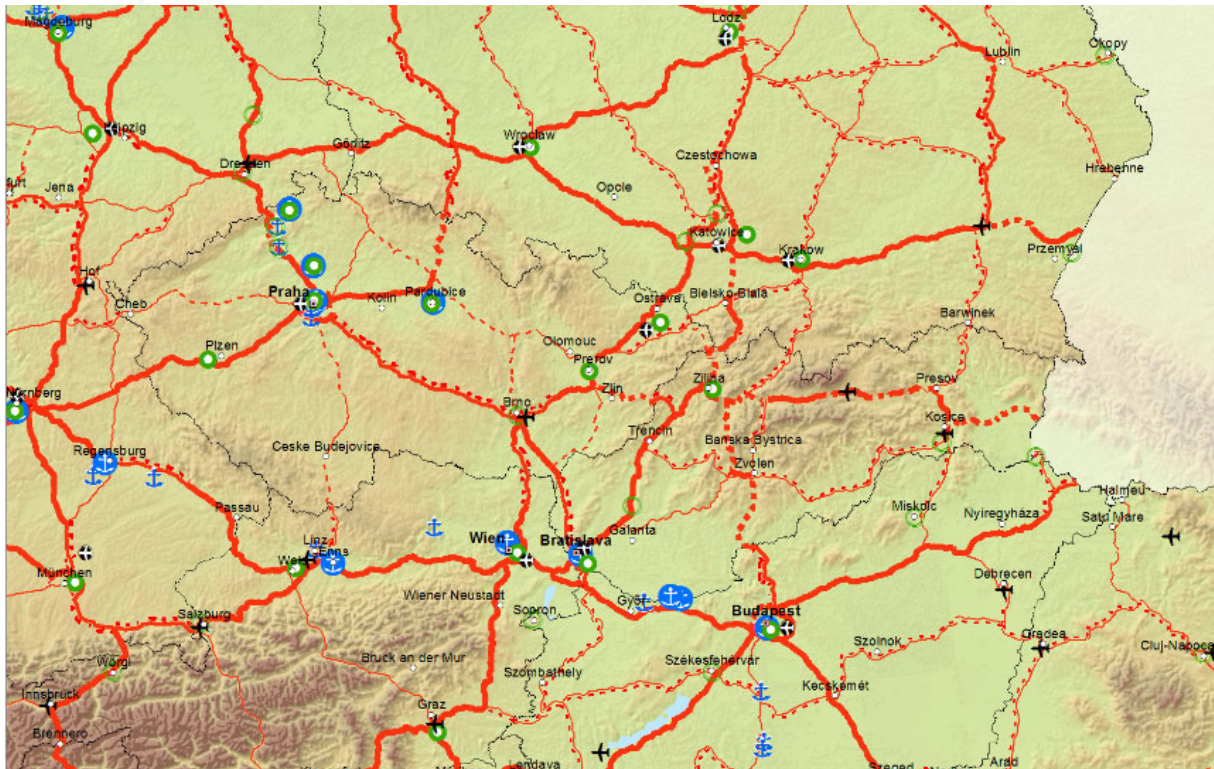 Magdeburg
Lodz
Lublin
Okopy
Leipzig
Wroclaw
Görlitz
Dresden
Czestochowa
Hrebenne
Jena
Opole
Katowice
Krakow
Przemysl
Hof
Cheb
Praha
Kolin
Pardubice
Ostrava
Bielsko-Biala
Barwinek
Plzen
Olomouc
Prerov
Zilina
Presov
Zlin
Nürnberg
Brno
Kosice
Regensburg
Ceske Budejovice
Trencin
Banska Bystrica
Zvolen
Passau
Miskolc
Nyiregyháza
Halmeu
Satu Mare
Linz
Enns
Wien
Bratislava
Galanta
München
Wiener Neustadt
Sopron
Györ
Budapest
Debrecen
Salzburg
Szolnok
Oradea
Cluj-Napoca
Wörgl
Bruck an der Mur
Szombathely
Székesfehérvár
Kecskemét
Innsbruck
Graz
Brennero
Lendava
Szeged
Arad